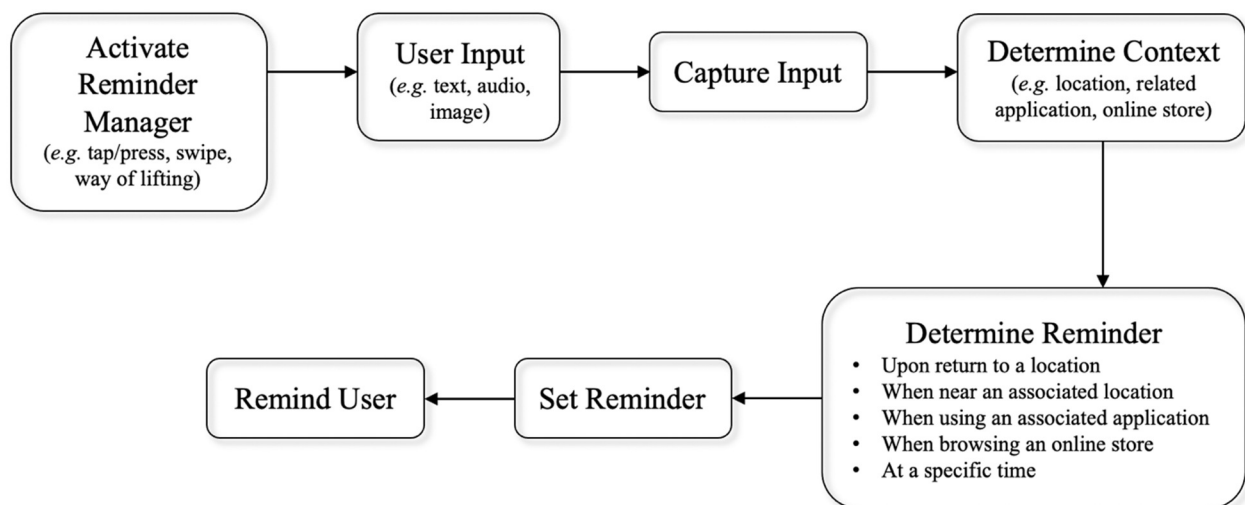 Activate
Reminder
Manager
(e.g. tap/press, swipe,
way of lifting)
User Input
(e.g. text, audio,
image)
Capture Input
Determine Context
(e.g. location, related
application, online store)
Determine Reminder
• Upon return to a location
• When near an associated location
• When using an associated application
• When browsing an online store
• At a specific time
Set Reminder
Remind User